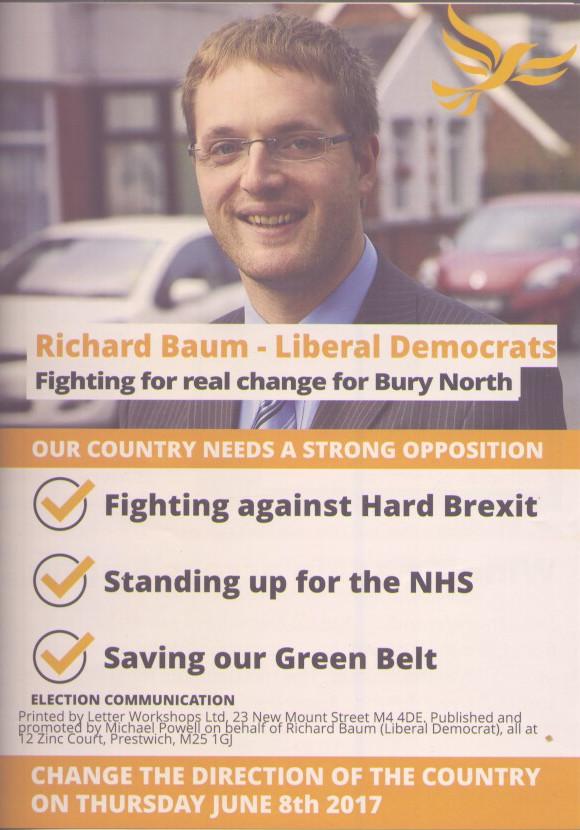 Richard Baum - Liberal Democrats
Fighting for real change for Bury North
OUR COUNTRY NEEDS A STRONG OPPOSITION
Fighting against Hard Brexit
Standing up for the NHS
Saving our Green Belt
ELECTION COMMUNICATION
Printed by Letter Workshops Ltd, 23 New Mount Street M4 4DE. Published and
promoted by Michael Powell on behalf of Richard Baum (Liberal Democrat), all at
12 Zinc Court, Prestwich, M25 1GJ
CHANGE THE DIRECTION OF THE COUNTRY
ON THURSDAY JUNE 8th 2017